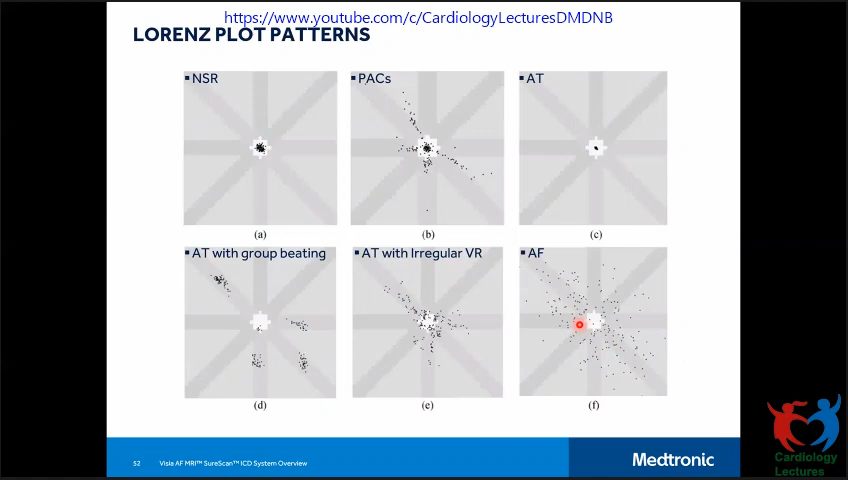 https://www.youtube.com/c/CardiologyLecturesDMDNB
LORENZ PLOT PATTERNS
▪ NSR
▪ PACs
▪ AT
(a)
(b)
(c)
▪ AT with group beating
▪ AT with Irregular VR
▪ AF
(d)
(e)
(f)
52 Visia AF MRI™ SureScan™ ICD System Overview
Medtronic
Cardiology
Lectures